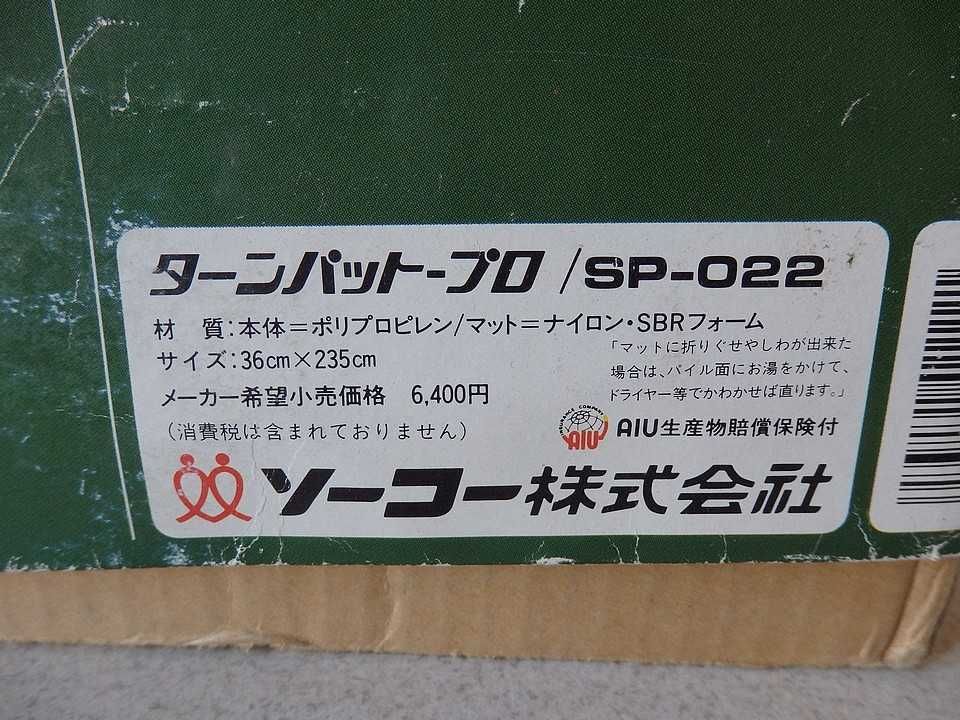 ターンパット-プロ/SP-022
材 質:本体=ポリプロピレン/マット=ナイロン・SBRフォーム
サイズ:36cm×235cm
メーカー希望小売価格 6,400円
(消費税は含まれておりません)
「マットに折りぐせやしわが出来た
場合は、パイル面にお湯をかけて、
ドライヤー等でかわかせば直ります。」
INSURANCE COMPANY
AIU
AIU生産物賠償保険付
ソーコー株式会社